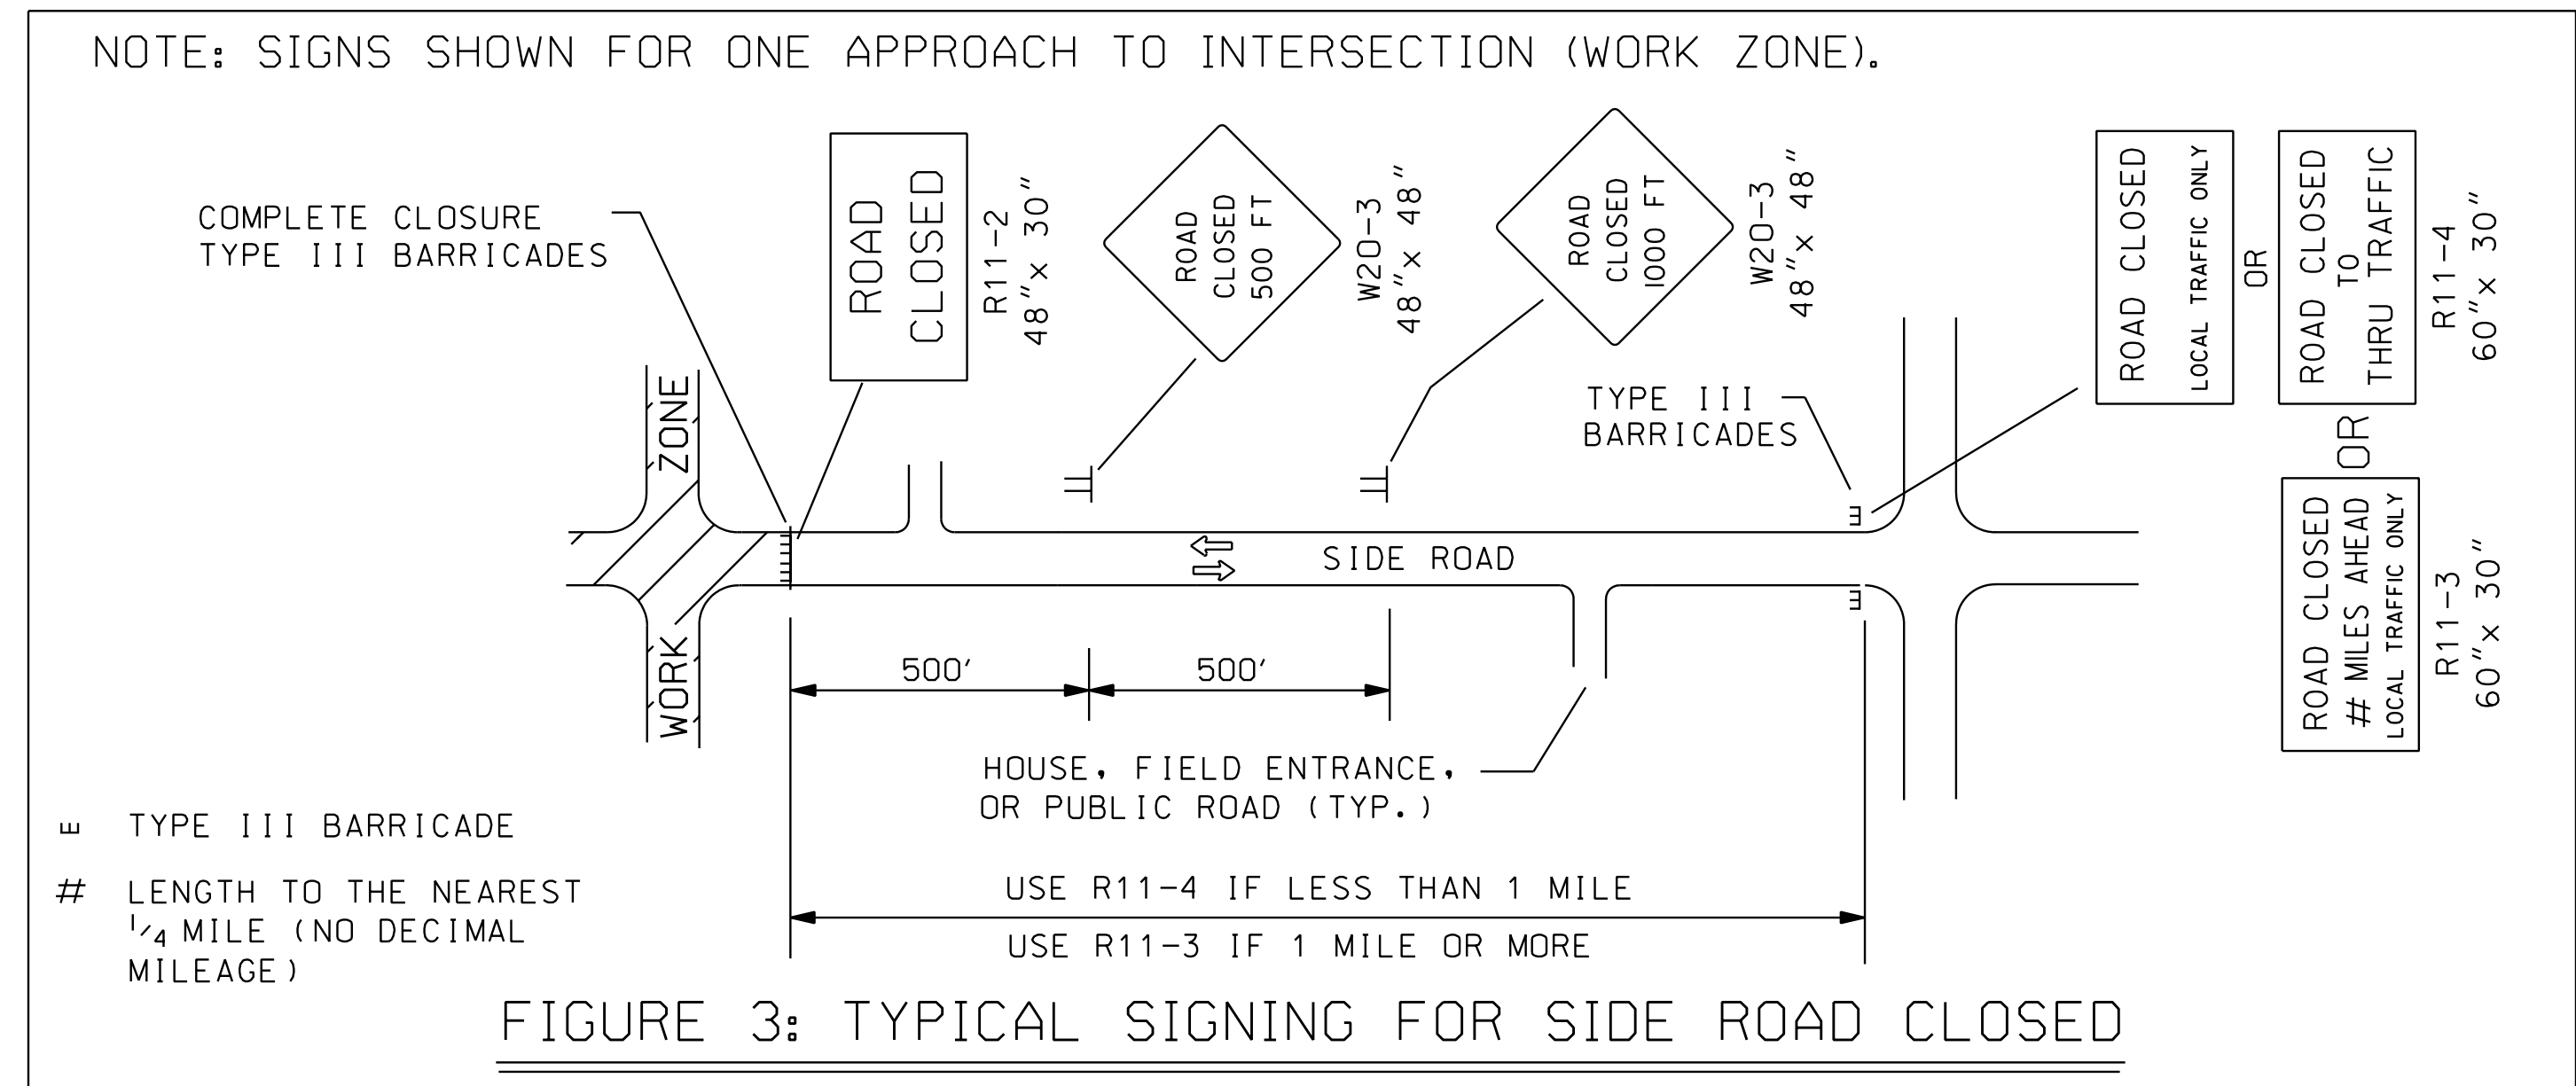 NOTE: SIGNS SHOWN FOR ONE APPROACH TO INTERSECTION (WORK ZONE).
COMPLETE CLOSURE
TYPE III BARRICADES
ROAD
CLOSED
R11-2
48" x 30"
ROAD
CLOSED
500 FT
W20-3
48" x 48"
ROAD
CLOSED
1000 FT
W20-3
48" x 48"
TYPE III
BARRICADES
ROAD CLOSED
LOCAL TRAFFIC ONLY
OR
ROAD CLOSED
TO
THRU TRAFFIC
R11-4
60" x 30"
OR
ROAD CLOSED
# MILES AHEAD
LOCAL TRAFFIC ONLY
R11-3
60" x 30"
WORK ZONE
SIDE ROAD
500'
500'
HOUSE, FIELD ENTRANCE,
OR PUBLIC ROAD (TYP.)
TYPE III BARRICADE
# LENGTH TO THE NEAREST
1/4 MILE (NO DECIMAL
MILEAGE)
USE R11-4 IF LESS THAN 1 MILE
USE R11-3 IF 1 MILE OR MORE
FIGURE 3: TYPICAL SIGNING FOR SIDE ROAD CLOSED